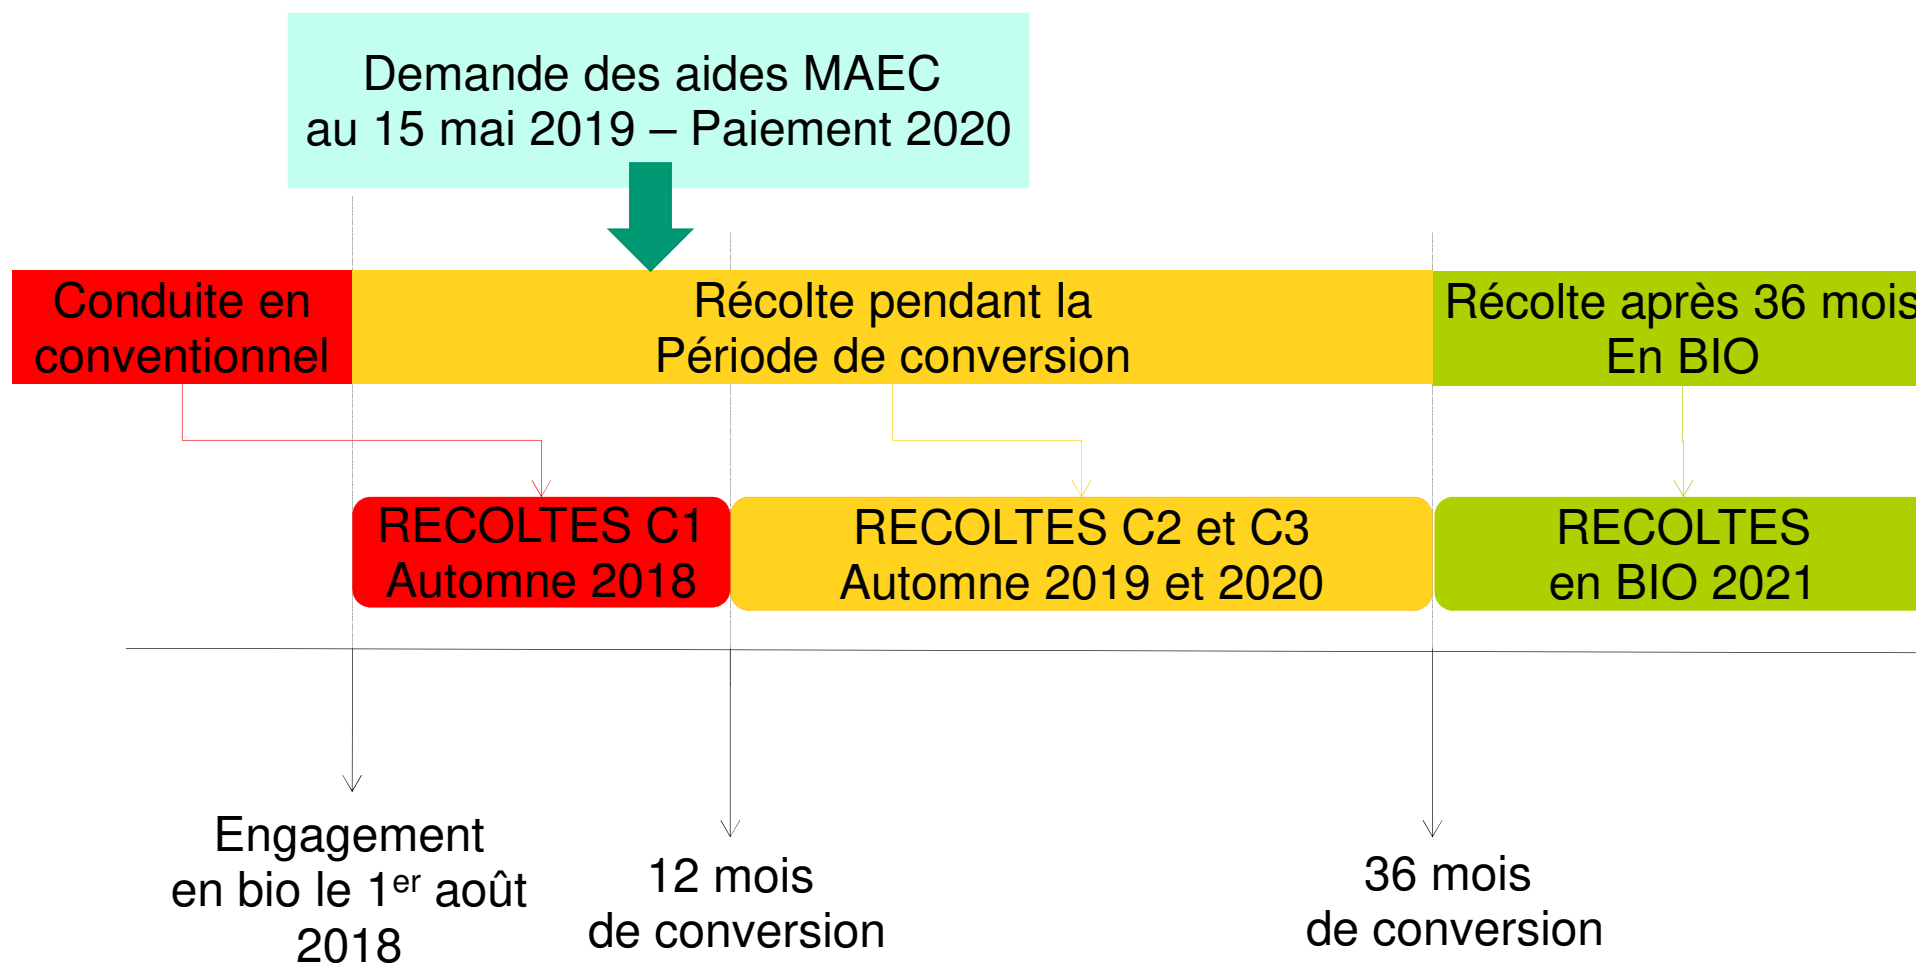 Demande des aides MAEC
au 15 mai 2019 – Paiement 2020
Conduite en
conventionnel
Récolte pendant la
Période de conversion
Récolte après 36 mois
En BIO
RECOLTES C1
Automne 2018
RECOLTES C2 et C3
Automne 2019 et 2020
RECOLTES
en BIO 2021
Engagement
en bio le 1er août
2018
12 mois
de conversion
36 mois
de conversion